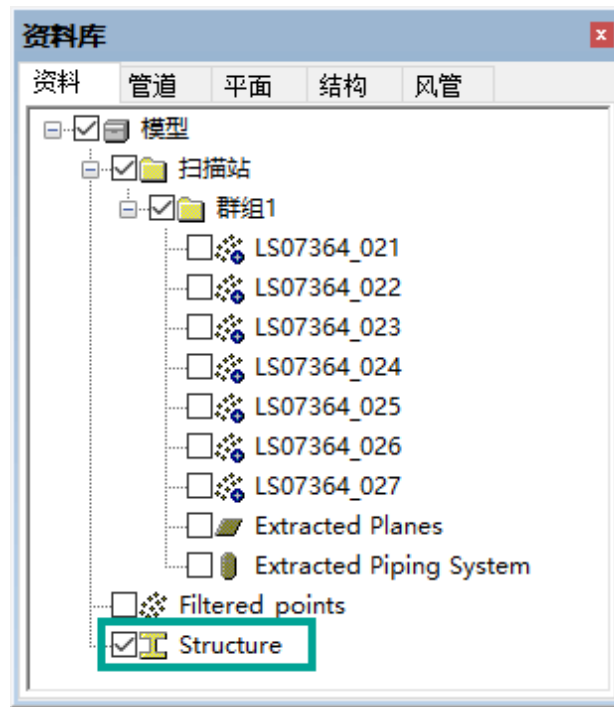 资料库
资料 管道 平面 结构 风管
模型
扫描站
群组1
LS07364_021
LS07364_022
LS07364_023
LS07364_024
LS07364_025
LS07364_026
LS07364_027
Extracted Planes
Extracted Piping System
Filtered points
Structure